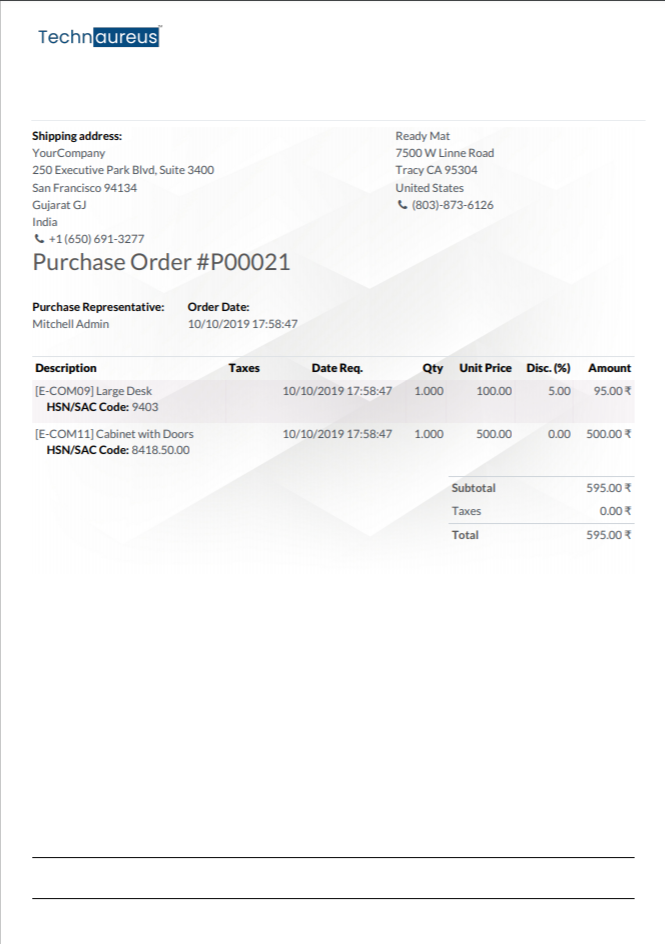 Technaureus™
Shipping address:
YourCompany
250 Executive Park Blvd, Suite 3400
San Francisco 94134
Gujarat GJ
India
+1 (650) 691-3277
Ready Mat
7500 W Linne Road
Tracy CA 95304
United States
(803)-873-6126
Purchase Order #P00021
Purchase Representative: Order Date:
Mitchell Admin 10/10/2019 17:58:47
Description Taxes Date Req. Qty Unit Price Disc. (%) Amount
[E-COM09] Large Desk 10/10/2019 17:58:47 1.000 100.00 5.00 95.00 ₹
HSN/SAC Code: 9403
[E-COM11] Cabinet with Doors 10/10/2019 17:58:47 1.000 500.00 0.00 500.00 ₹
HSN/SAC Code: 8418.50.00
Subtotal 595.00 ₹
Taxes 0.00 ₹
Total 595.00 ₹